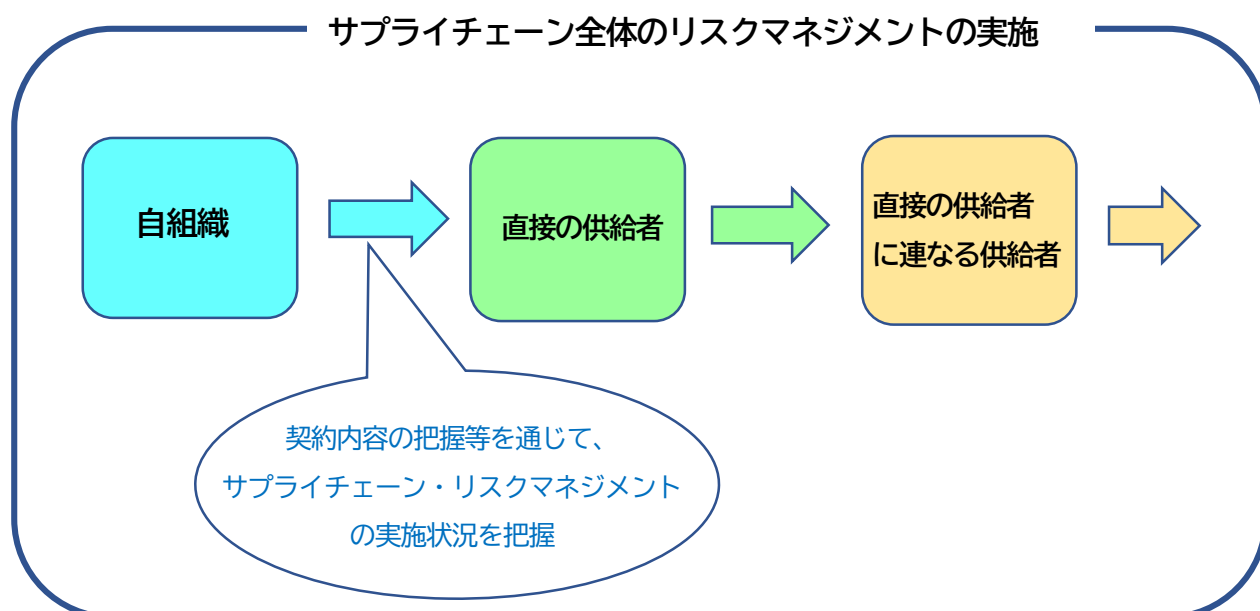 サプライチェーン全体のリスクマネジメントの実施
自組織
直接の供給者
直接の供給者
に連なる供給者
契約内容の把握等を通じて、
サプライチェーン・リスクマネジメント
の実施状況を把握